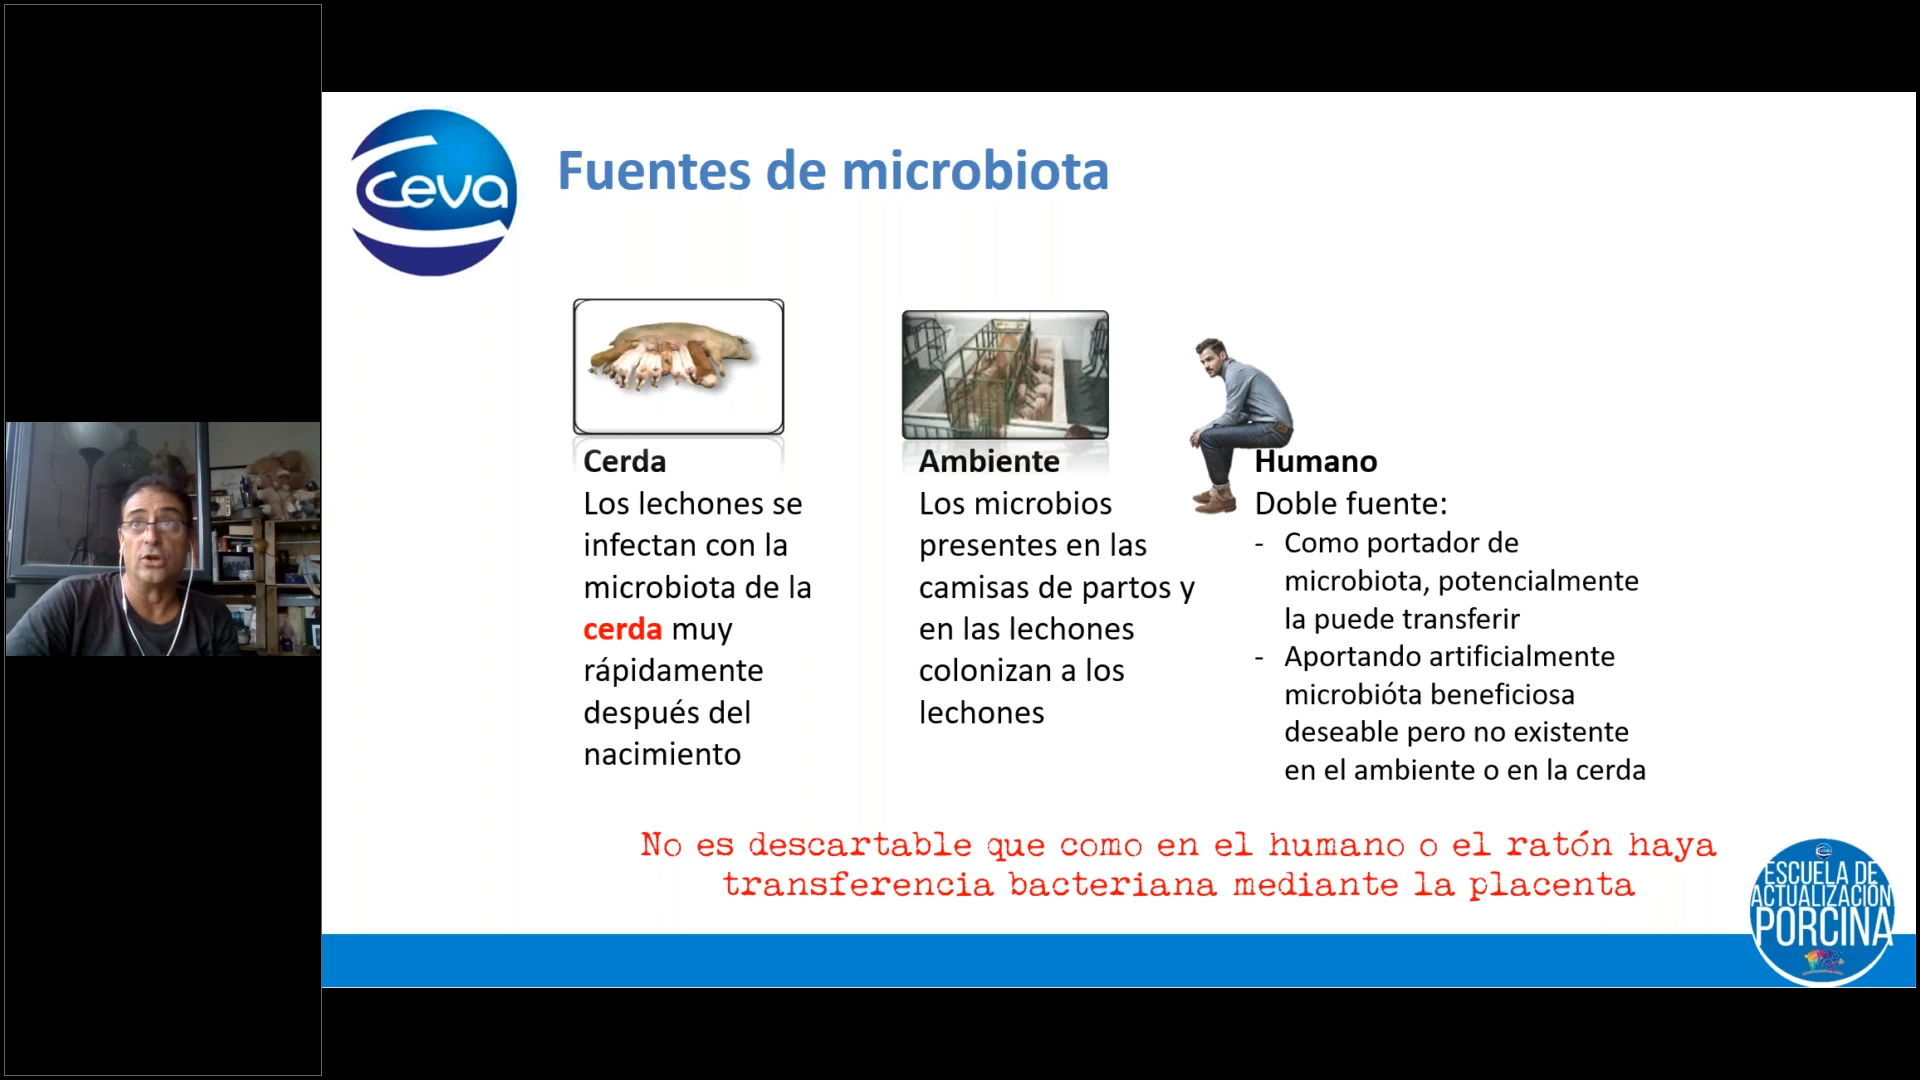 ceva
Fuentes de microbiota
Cerda
Los lechones se
infectan con la
microbiota de la
cerda muy
rápidamente
después del
nacimiento
Ambiente
Los microbios
presentes en las
camisas de partos y
en las lechones
colonizan a los
lechones
Humano
Doble fuente:
- Como portador de
microbiota, potencialmente
la puede transferir
- Aportando artificialmente
microbióta beneficiosa
deseable pero no existente
en el ambiente o en la cerda
No es descartable que como en el humano o el ratón haya
transferencia bacteriana mediante la placenta
ESCUELA DE
ACTUALIZACIÓN
PORCINA